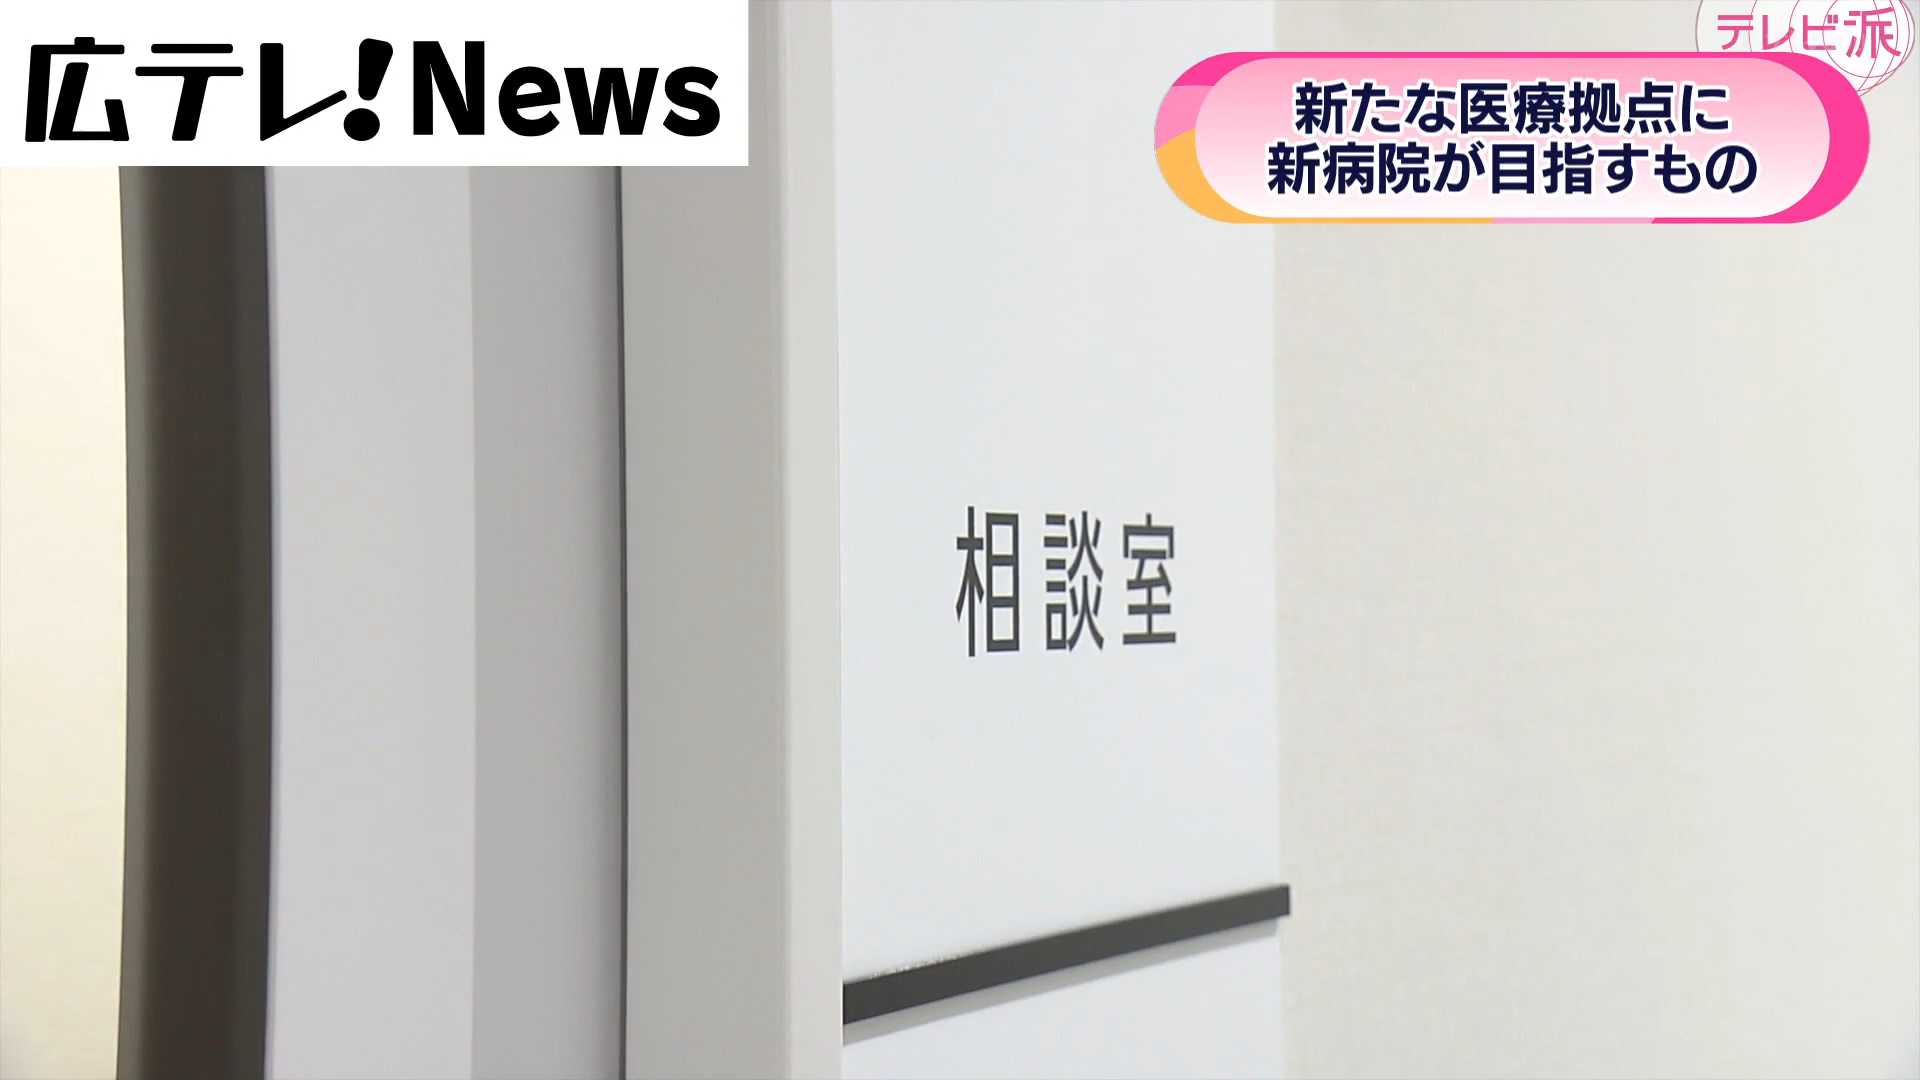 広テレ!News
テレビ派
新たな医療拠点に
新病院が目指すもの
相談室